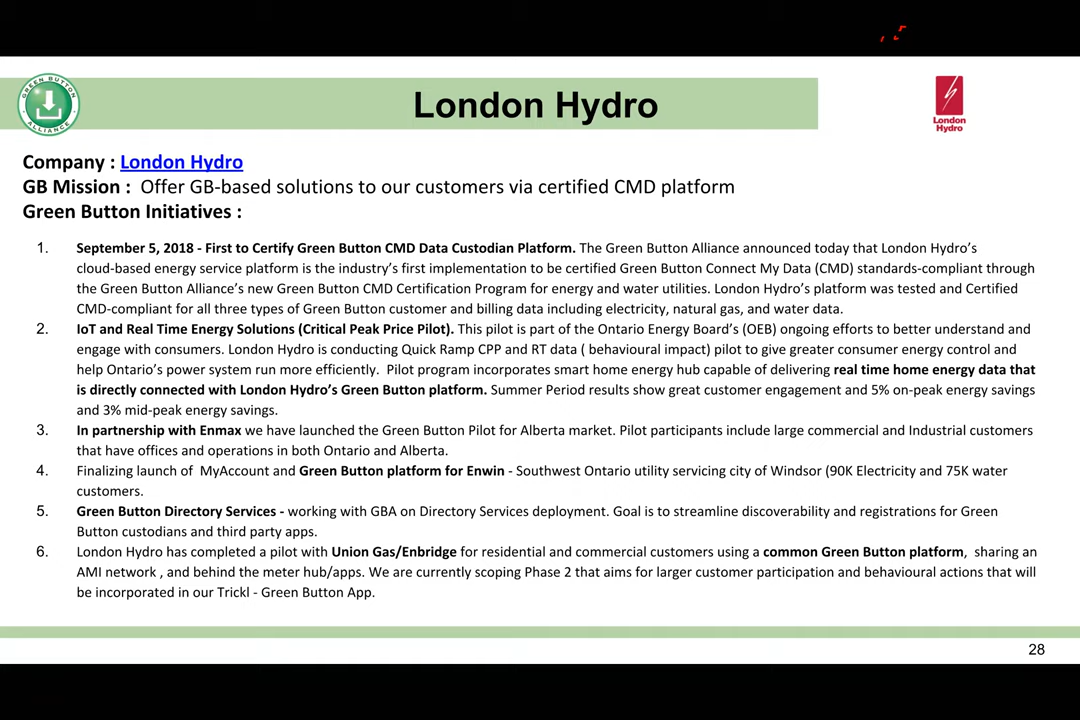 GREEN BUTTON
ALLIANCE
London Hydro
London
Hydro
Company : London Hydro
GB Mission : Offer GB-based solutions to our customers via certified CMD platform
Green Button Initiatives :
1. September 5, 2018 - First to Certify Green Button CMD Data Custodian Platform. The Green Button Alliance announced today that London Hydro's
cloud-based energy service platform is the industry's first implementation to be certified Green Button Connect My Data (CMD) standards-compliant through
the Green Button Alliance's new Green Button CMD Certification Program for energy and water utilities. London Hydro's platform was tested and Certified
CMD-compliant for all three types of Green Button customer and billing data including electricity, natural gas, and water data.
2. IoT and Real Time Energy Solutions (Critical Peak Price Pilot). This pilot is part of the Ontario Energy Board's (OEB) ongoing efforts to better understand and
engage with consumers. London Hydro is conducting Quick Ramp CPP and RT data ( behavioural impact) pilot to give greater consumer energy control and
help Ontario's power system run more efficiently. Pilot program incorporates smart home energy hub capable of delivering real time home energy data that
is directly connected with London Hydro's Green Button platform. Summer Period results show great customer engagement and 5% on-peak energy savings
and 3% mid-peak energy savings.
3. In partnership with Enmax we have launched the Green Button Pilot for Alberta market. Pilot participants include large commercial and Industrial customers
that have offices and operations in both Ontario and Alberta.
4. Finalizing launch of MyAccount and Green Button platform for Enwin - Southwest Ontario utility servicing city of Windsor (90K Electricity and 75K water
customers.
5. Green Button Directory Services - working with GBA on Directory Services deployment. Goal is to streamline discoverability and registrations for Green
Button custodians and third party apps.
6. London Hydro has completed a pilot with Union Gas/Enbridge for residential and commercial customers using a common Green Button platform, sharing an
AMI network , and behind the meter hub/apps. We are currently scoping Phase 2 that aims for larger customer participation and behavioural actions that will
be incorporated in our Trickl - Green Button App.
28